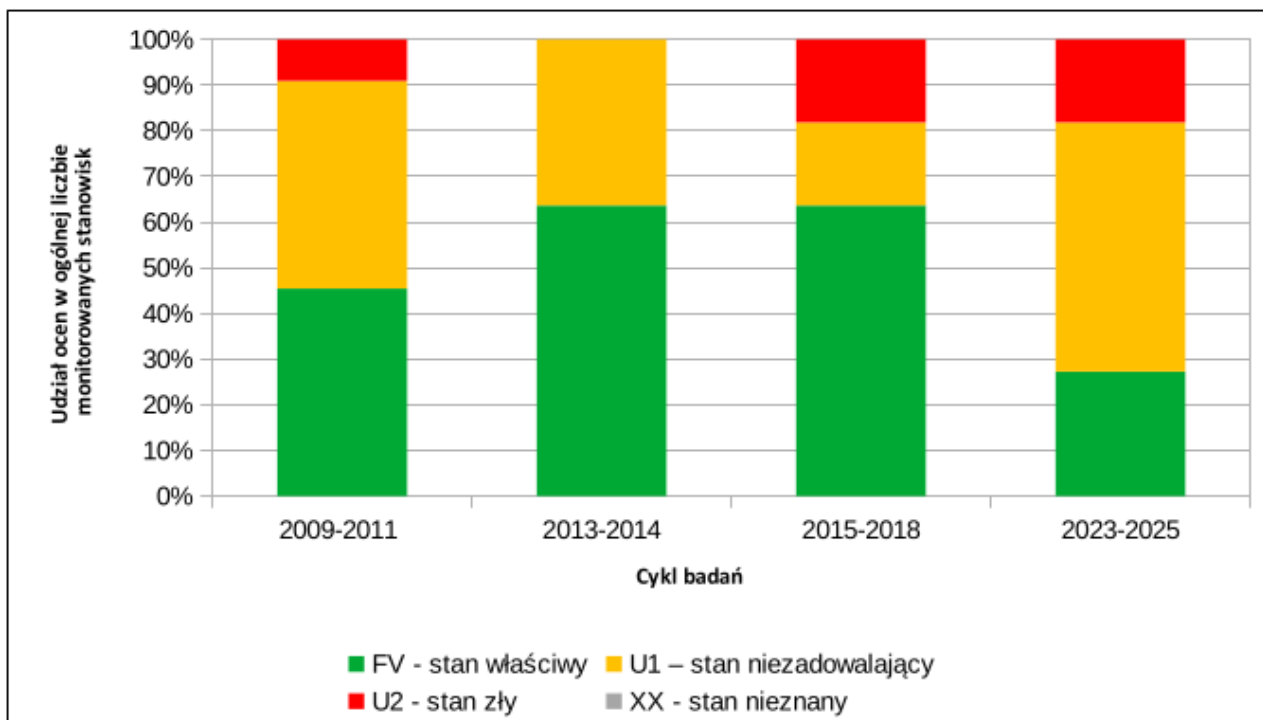 100%
90%
80%
70%
60%
50%
40%
30%
20%
10%
0%
Udział ocen w ogólnej liczbie
monitorowanych stanowisk
2009-2011 2013-2014 2015-2018 2023-2025
Cykl badań
FV - stan właściwy U1 – stan niezadowalający
U2 - stan zły XX - stan nieznany